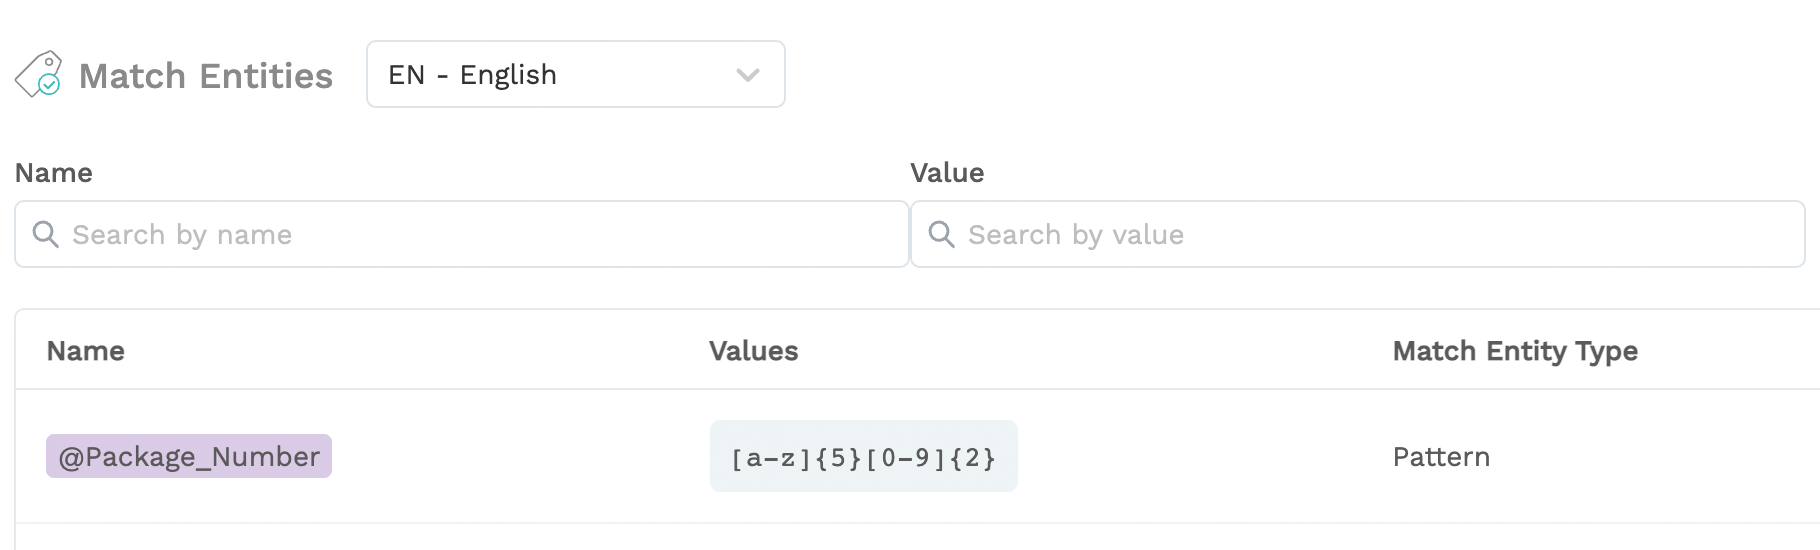 Match Entities
EN - English
Name
Value
Search by name
Search by value
Name
Values
Match Entity Type
@Package_Number
[a-z]{5}[0-9]{2}
Pattern